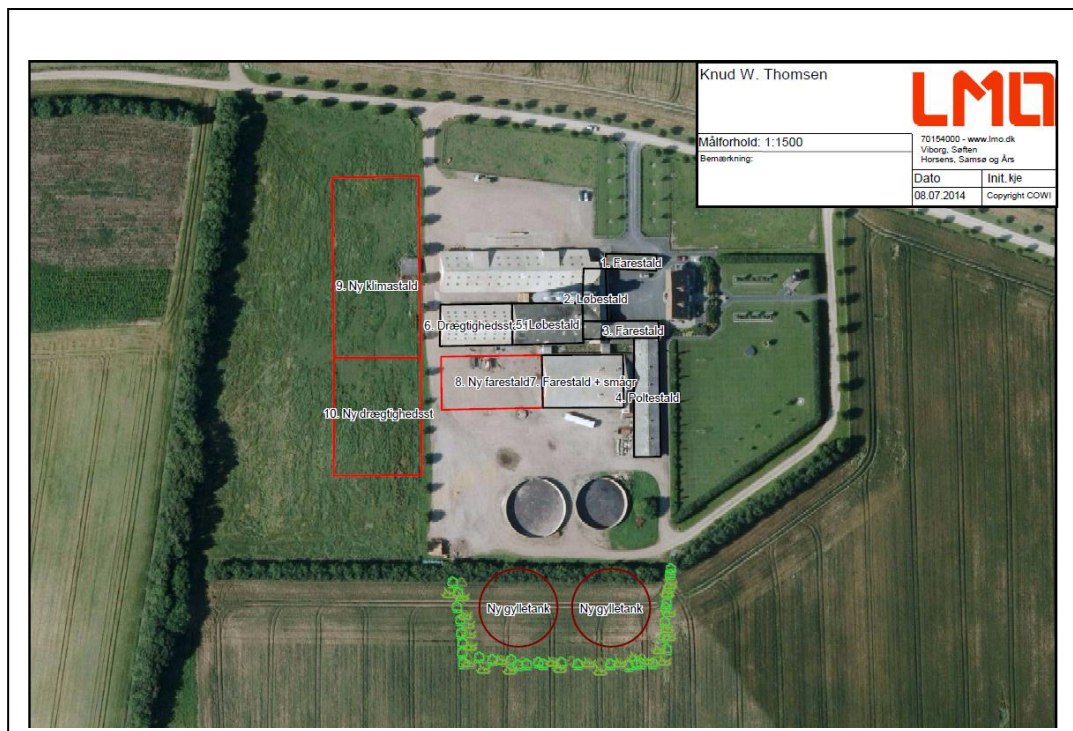 Knud W. Thomsen
LMO
Målforhold: 1:1500
70154000 - www.lmo.dk
Viborg, Søften
Horsens, Samsø og Års
Bemærkning:
Dato
Init. kje
08.07.2014
Copyright COWI
1. Farestald
9. Ny klimastald
2. Løbestald
6. Drægtighedsst
5. Løbestald
3. Farestald
8. Ny farestald
7. Farestald + smågr
4. Poltestald
10. Ny drægtighedsst
Ny gylletank
Ny gylletank